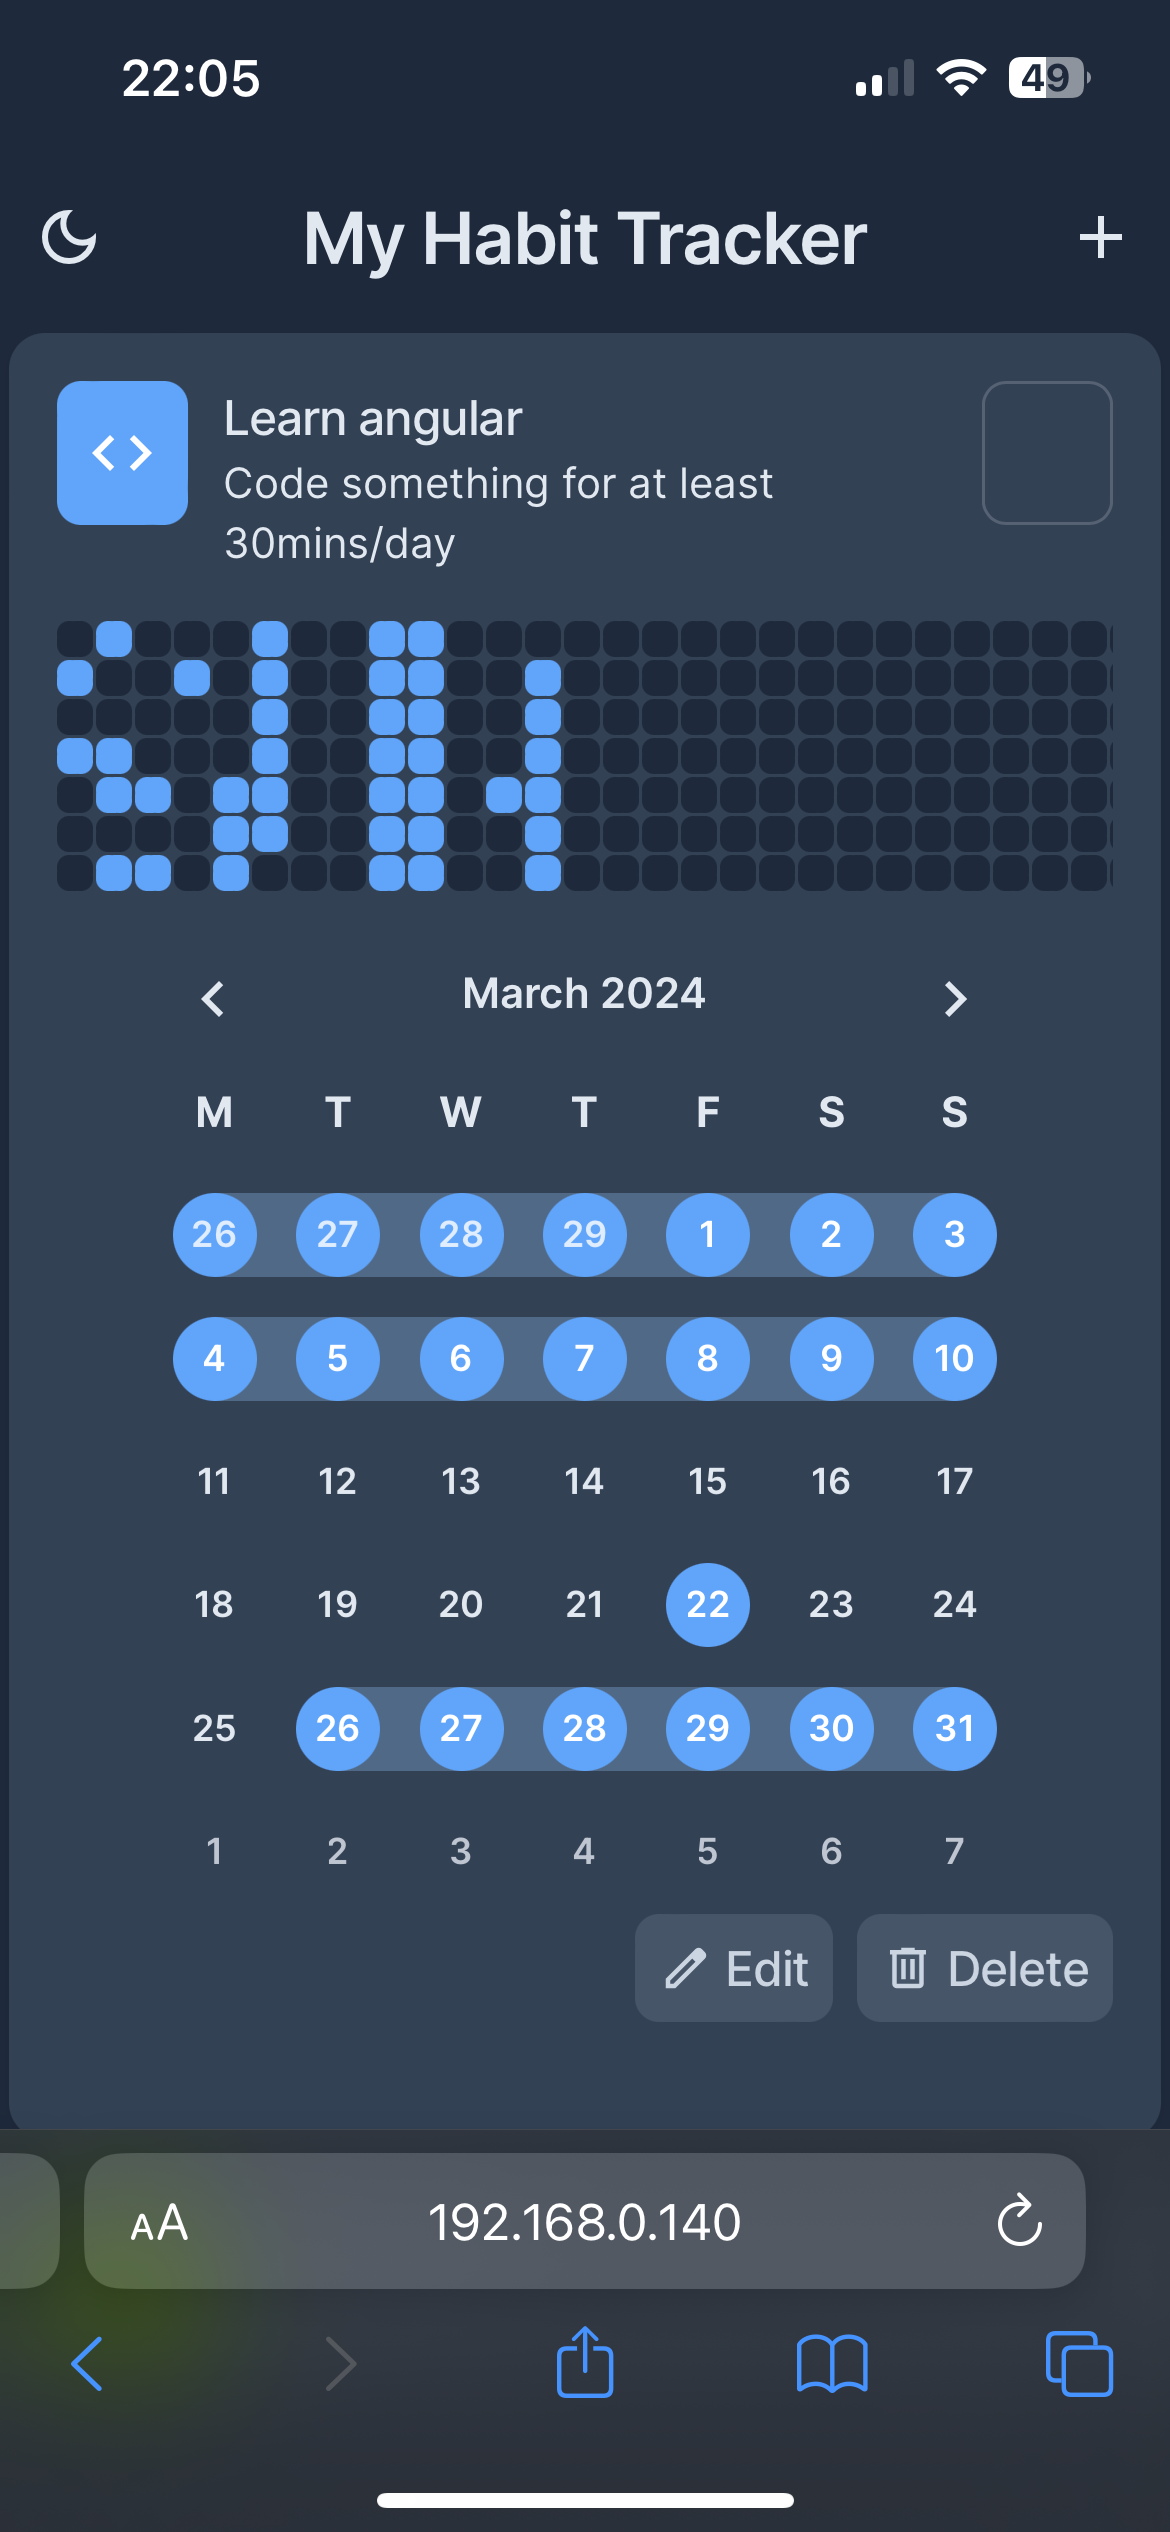 22:05
49
My Habit Tracker
Learn angular
Code something for at least
30mins/day
March 2024
M T W T F S S
26 27 28 29 1 2 3
4 5 6 7 8 9 10
11 12 13 14 15 16 17
18 19 20 21 22 23 24
25 26 27 28 29 30 31
1 2 3 4 5 6 7
Edit Delete
AA 192.168.0.140